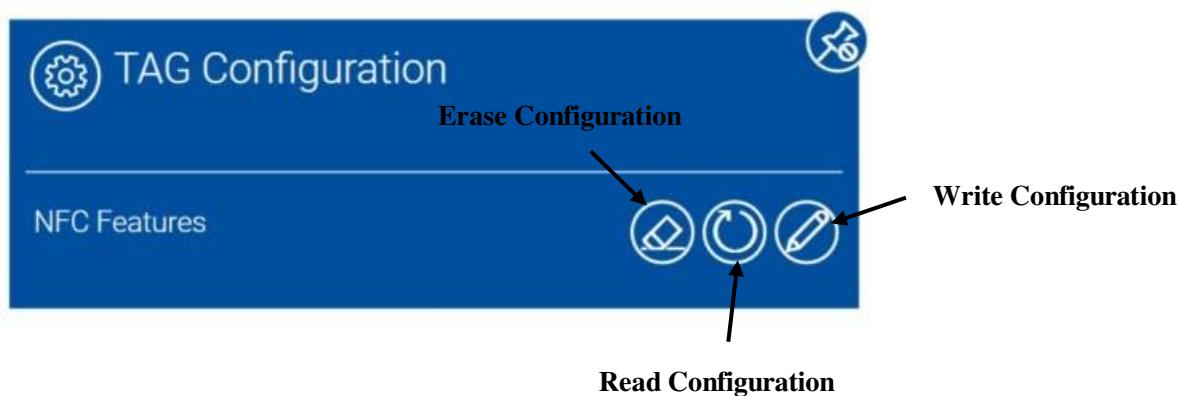 TAG Configuration
Erase Configuration
Write Configuration
NFC Features
Read Configuration